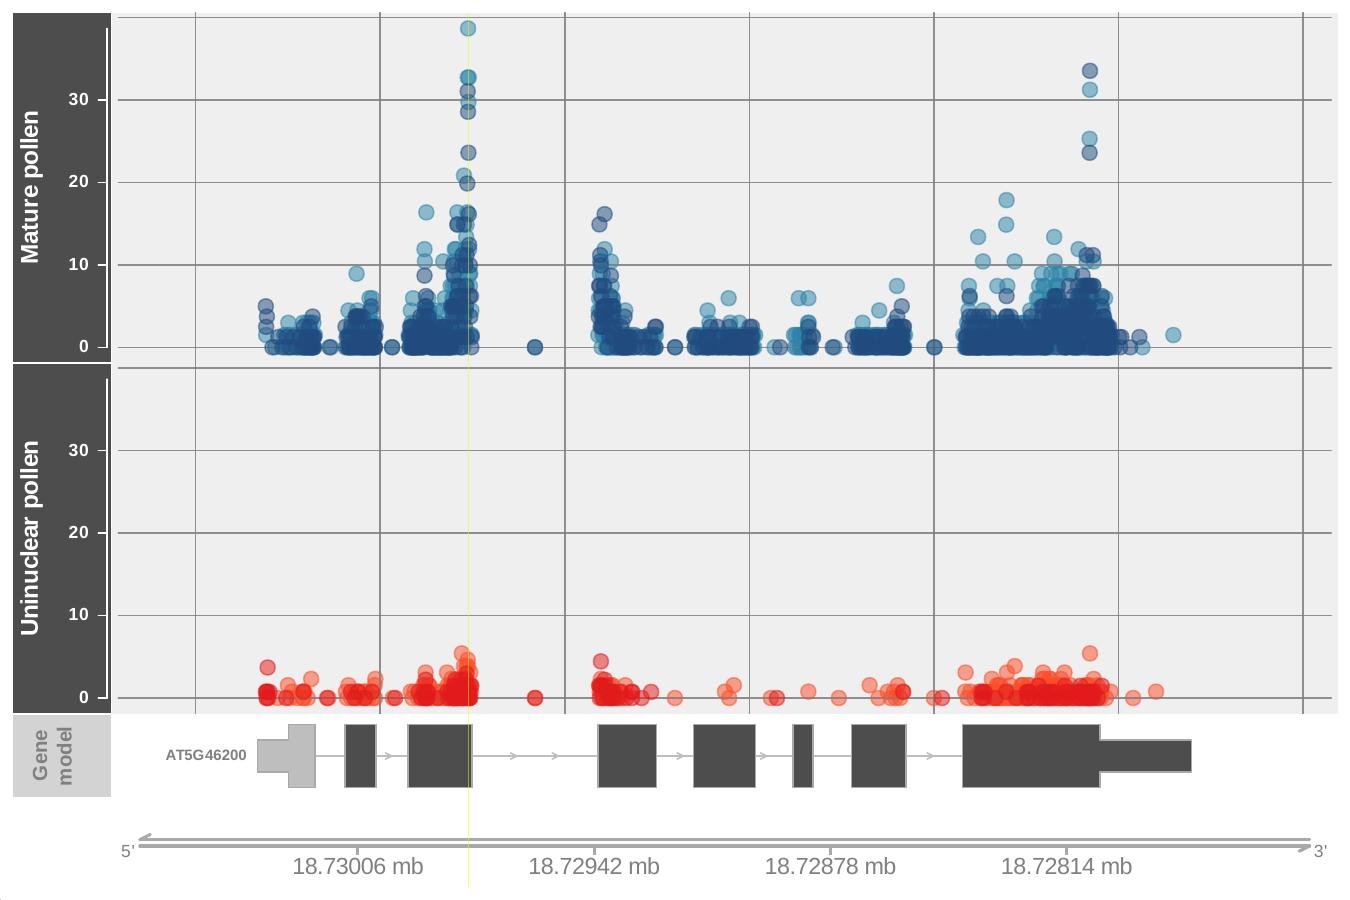 Mature pollen
30
20
10
0
Uninuclear pollen
30
20
10
0
Gene
model
AT5G46200
5'
3'
18.73006 mb
18.72942 mb
18.72878 mb
18.72814 mb